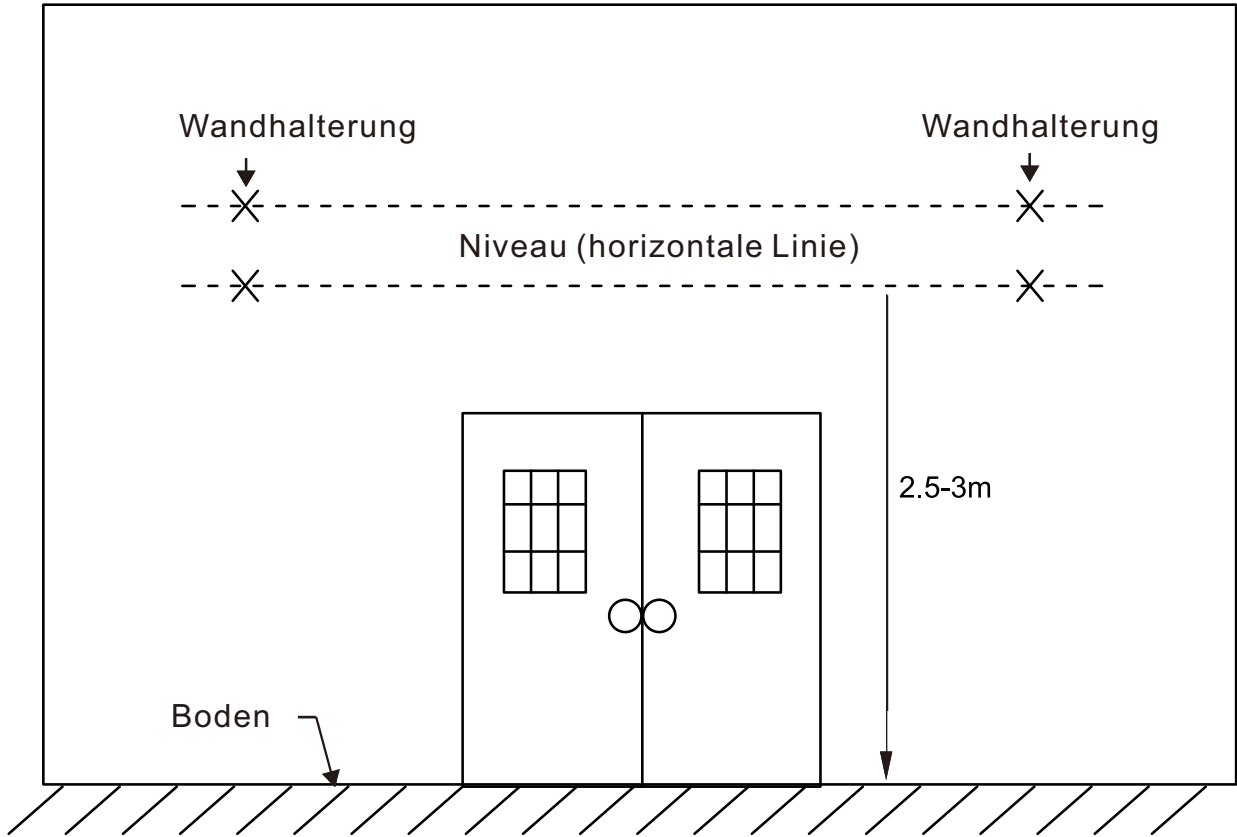 Wandhalterung
Wandhalterung
Niveau (horizontale Linie)
2.5-3m
Boden